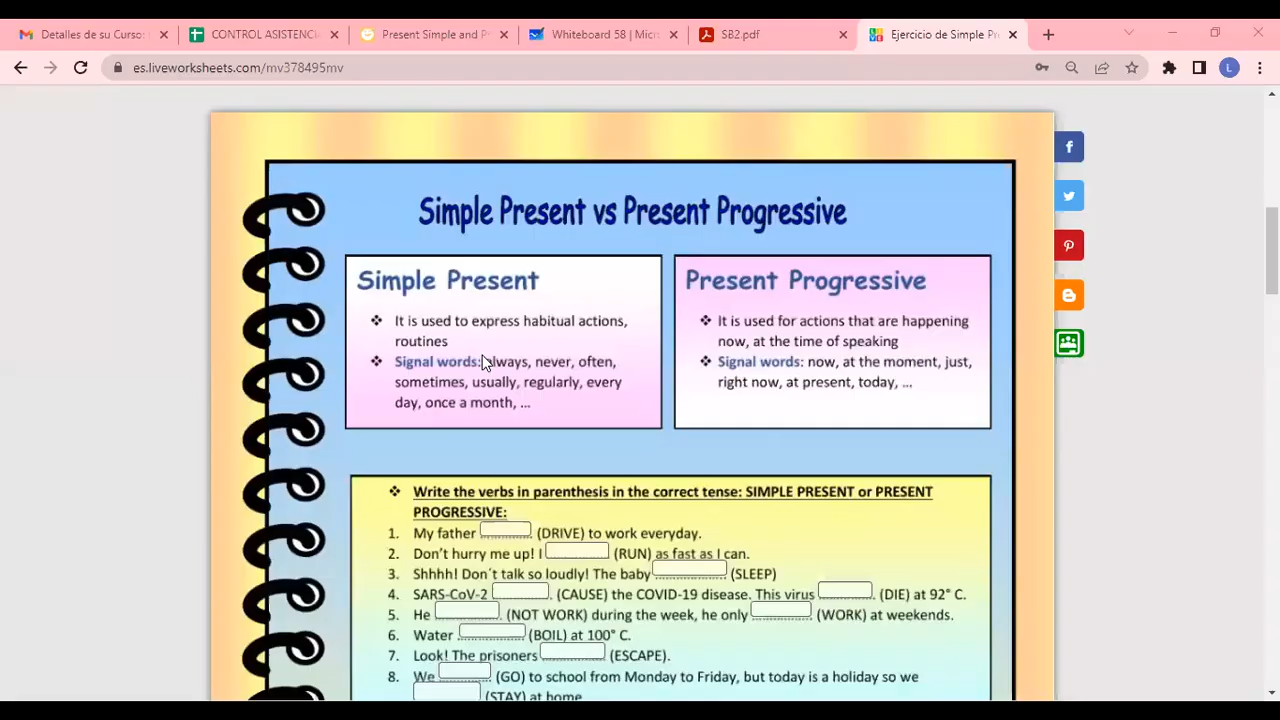 Detalles de su Curso:
CONTROL ASISTENCI
Present Simple and P
Whiteboard 58 | Micr
SB2.pdf
Ejercicio de Simple Pr
es.liveworksheets.com/mv378495mv
L
Simple Present vs Present Progressive
Simple Present
❖ It is used to express habitual actions,
routines
❖ Signal words: always, never, often,
sometimes, usually, regularly, every
day, once a month, ...
Present Progressive
❖ It is used for actions that are happening
now, at the time of speaking
❖ Signal words: now, at the moment, just,
right now, at present, today, ...
❖ Write the verbs in parenthesis in the correct tense: SIMPLE PRESENT or PRESENT
PROGRESSIVE:
1. My father (DRIVE) to work everyday.
2. Don't hurry me up! I (RUN) as fast as I can.
3. Shhhh! Don´t talk so loudly! The baby (SLEEP)
4. SARS-CoV-2 (CAUSE) the COVID-19 disease. This virus (DIE) at 92° C.
5. He (NOT WORK) during the week, he only (WORK) at weekends.
6. Water (BOIL) at 100° C.
7. Look! The prisoners (ESCAPE).
8. We (GO) to school from Monday to Friday, but today is a holiday so we
(STAY) at home